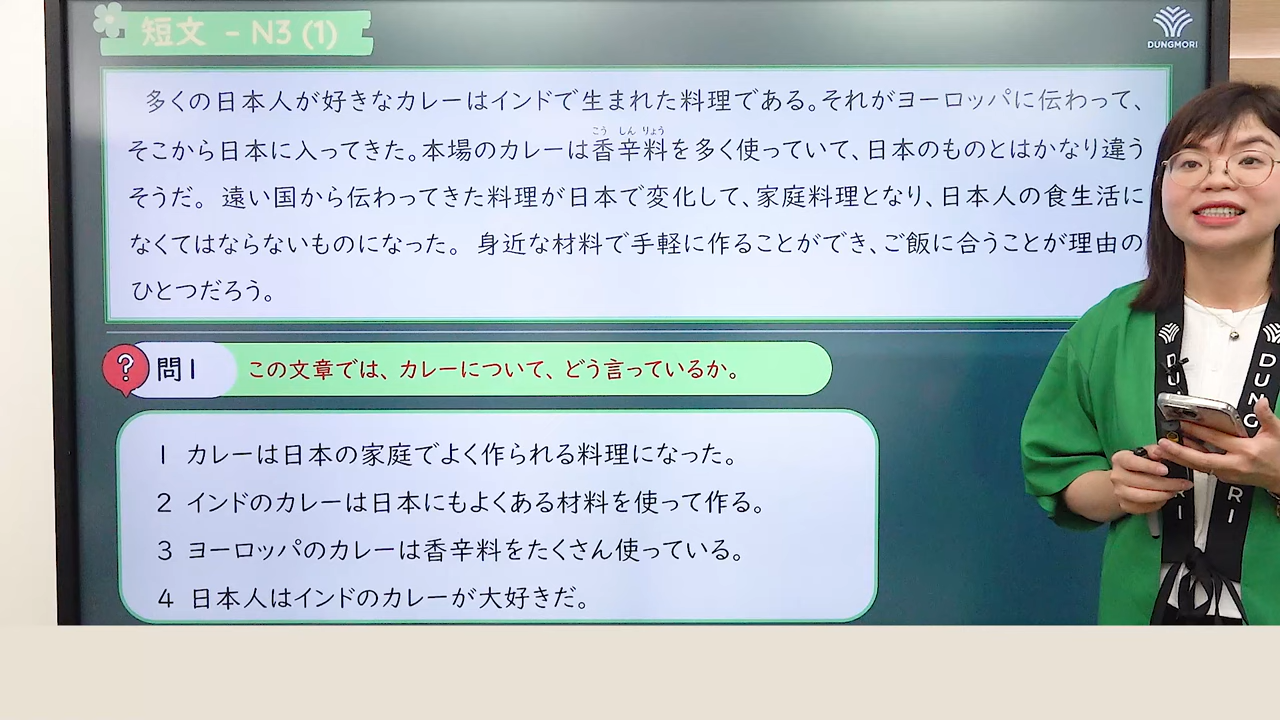 短文 - N3 (1)
DUNGMORI
多くの日本人が好きなカレーはインドで生まれた料理である。それがヨーロッパに伝わって、
そこから日本に入ってきた。本場のカレーは香辛料を多く使っていて、日本のものとはかなり違う
こう しん りょう
そうだ。遠い国から伝わってきた料理が日本で変化して、家庭料理となり、日本人の食生活に
なくてはならないものになった。 身近な材料で手軽に作ることができ、ご飯に合うことが理由の
ひとつだろう。
? 問1 この文章では、カレーについて、どう言っているか。
1 カレーは日本の家庭でよく作られる料理になった。
2 インドのカレーは日本にもよくある材料を使って作る。
3 ヨーロッパのカレーは香辛料をたくさん使っている。
4 日本人はインドのカレーが大好きだ。